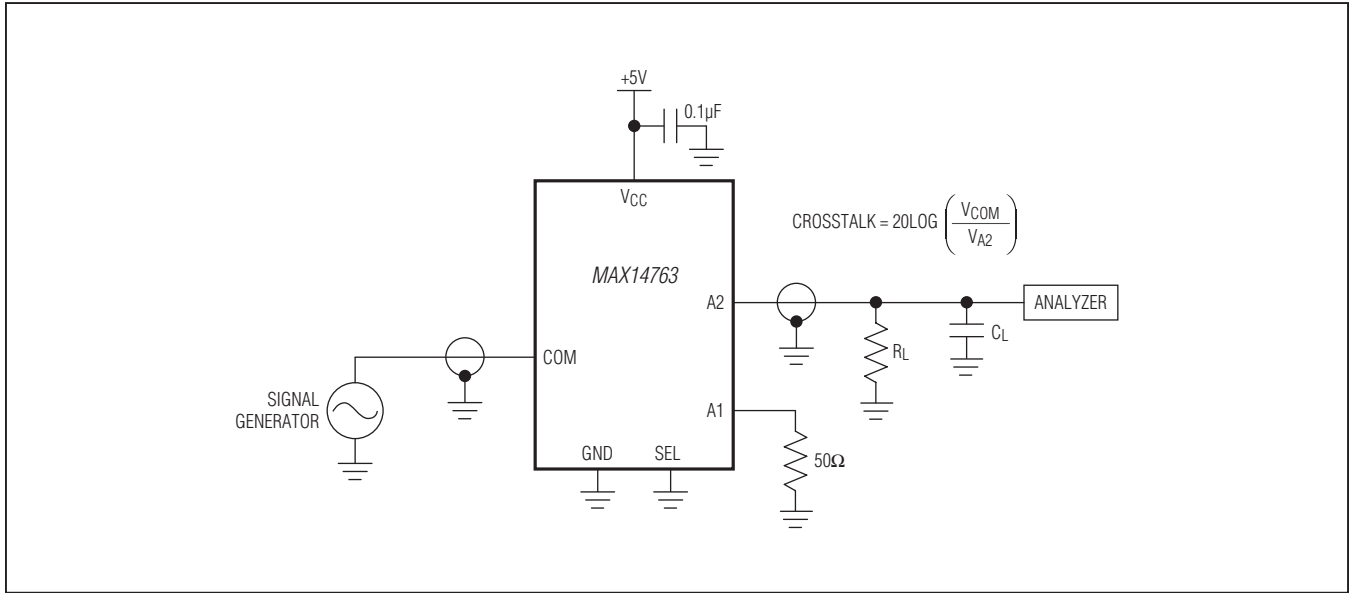 +5V
0.1µF
VCC
CROSSTALK = 20LOG (VCOM / VA2)
MAX14763
A2
ANALYZER
COM
RL
CL
SIGNAL
GENERATOR
A1
GND
SEL
50Ω